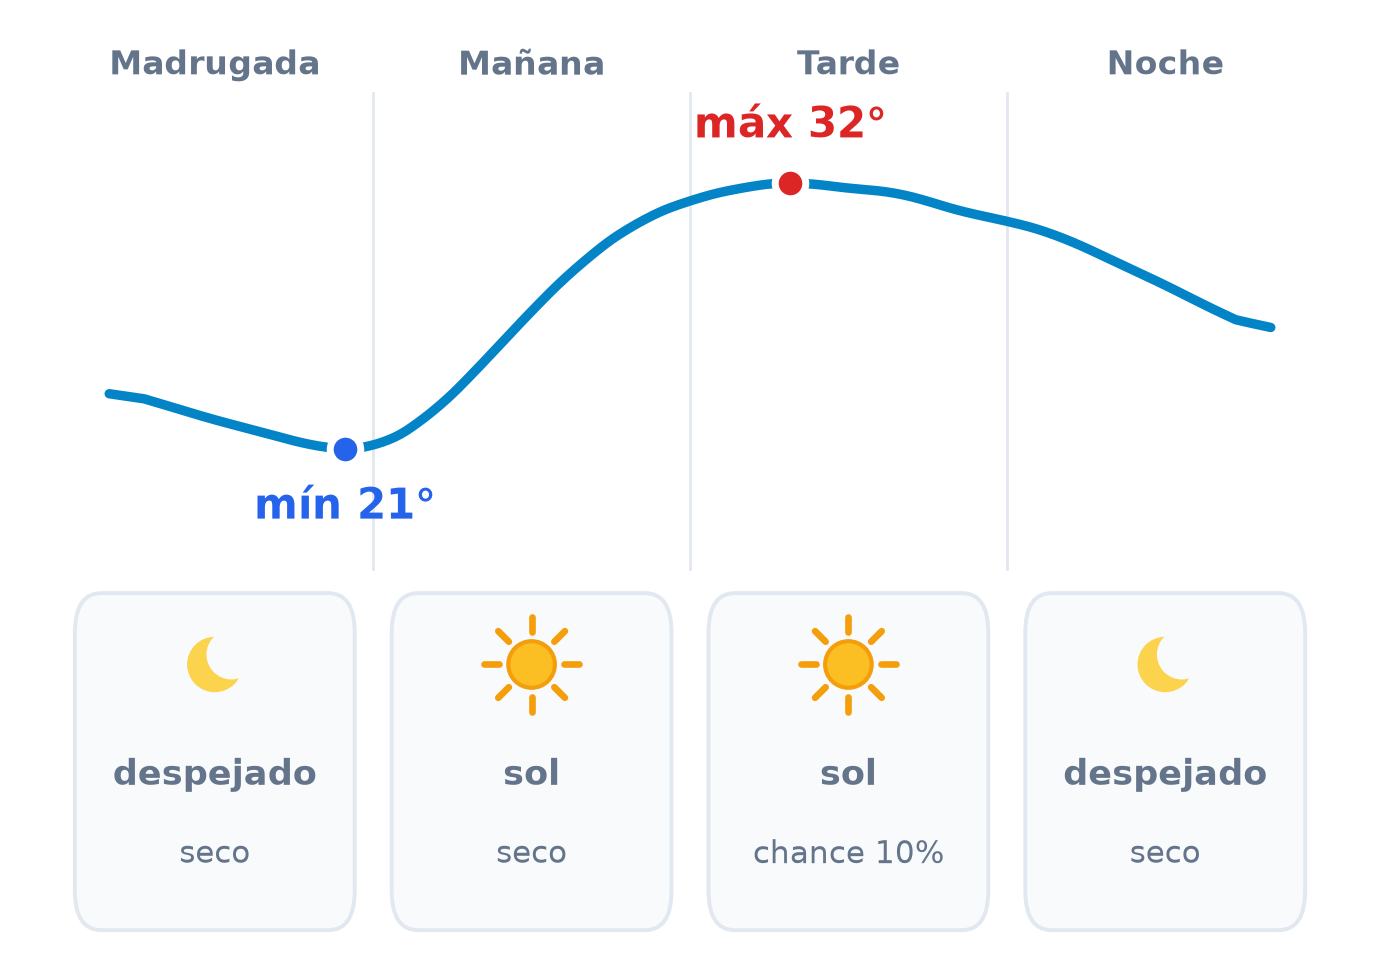 Madrugada
Mañana
Tarde
Noche
máx 32°
mín 21°
despejado
sol
sol
despejado
seco
seco
chance 10%
seco